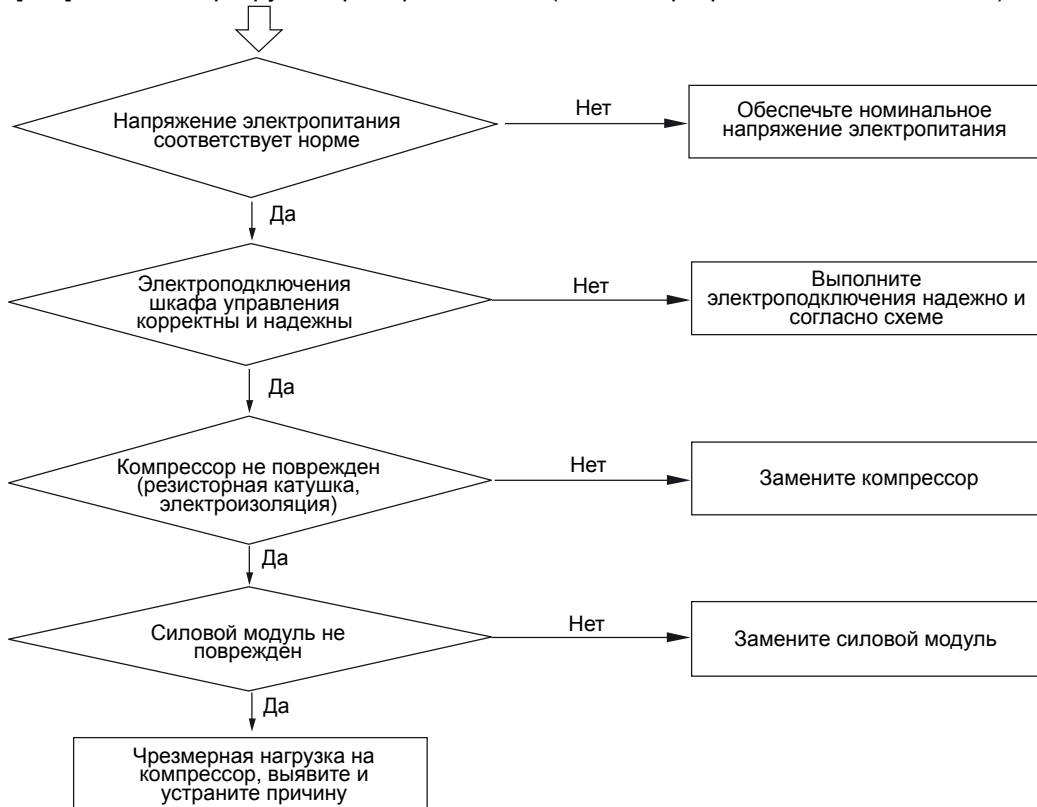 Напряжение электропитания
соответствует норме
Нет
Обеспечьте номинальное
напряжение электропитания
Да
Электроподключения
шкафа управления
корректны и надежны
Нет
Выполните
электроподключения надежно и
согласно схеме
Да
Компрессор не поврежден
(резисторная катушка,
электроизоляция)
Нет
Замените компрессор
Да
Силовой модуль не
поврежден
Нет
Замените силовой модуль
Да
Чрезмерная нагрузка на
компрессор, выявите и
устраните причину